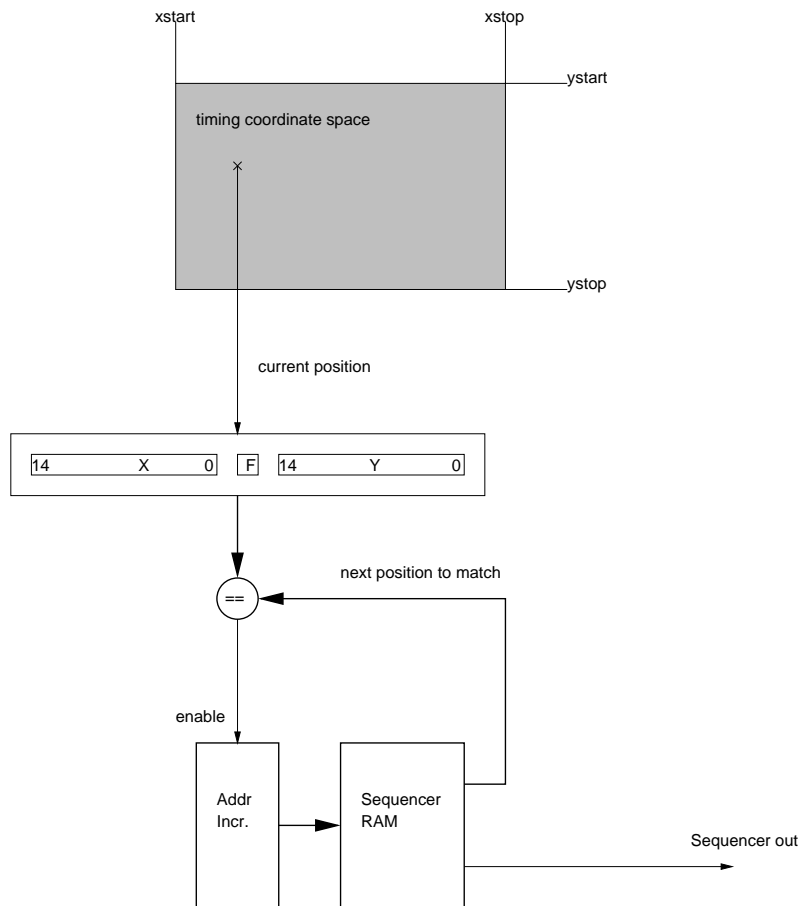 xstart xstop
ystart
timing coordinate space
ystop
current position
14 X 0 F 14 Y 0
next position to match
==
enable
Addr
Incr.
Sequencer
RAM
Sequencer out